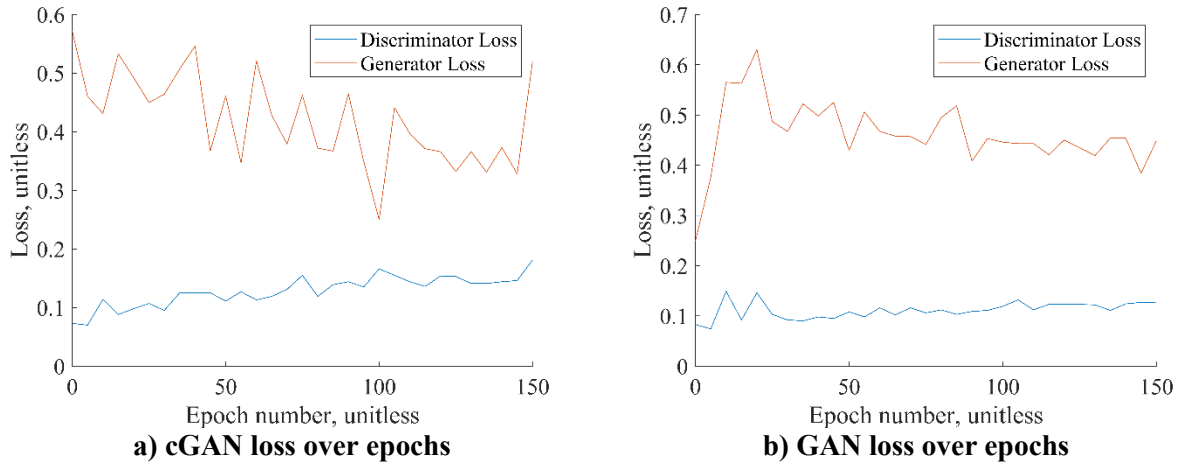 0.6
0.5
0.4
0.3
0.2
0.1
0
Loss, unitless
Discriminator Loss
Generator Loss
0
50
100
150
Epoch number, unitless
a) cGAN loss over epochs
0.7
0.6
0.5
0.4
0.3
0.2
0.1
0
Loss, unitless
Discriminator Loss
Generator Loss
0
50
100
150
Epoch number, unitless
b) GAN loss over epochs